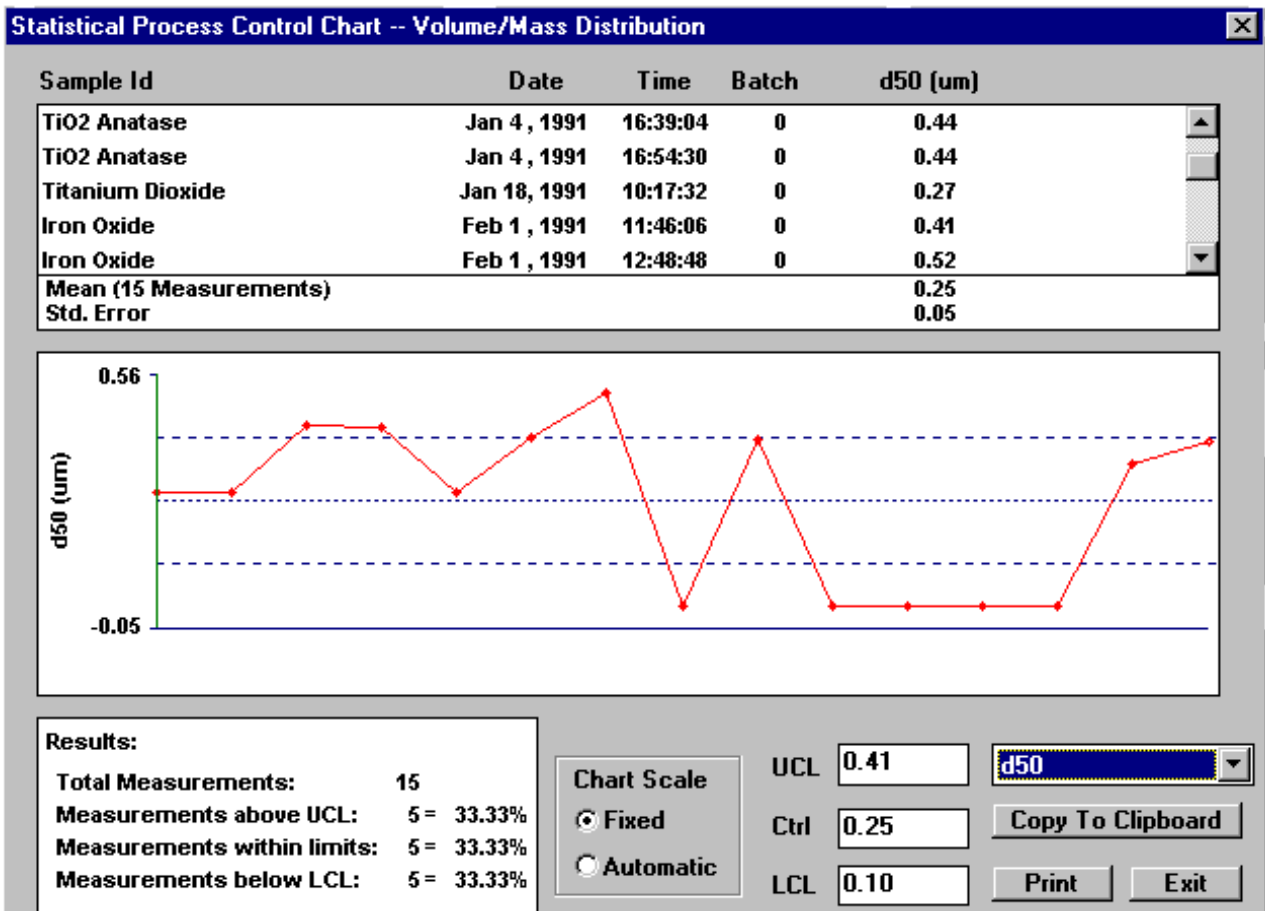 Statistical Process Control Chart -- Volume/Mass Distribution
Sample Id Date Time Batch d50 (um)
TiO2 Anatase Jan 4 , 1991 16:39:04 0 0.44
TiO2 Anatase Jan 4 , 1991 16:54:30 0 0.44
Titanium Dioxide Jan 18, 1991 10:17:32 0 0.27
Iron Oxide Feb 1 , 1991 11:46:06 0 0.41
Iron Oxide Feb 1 , 1991 12:48:48 0 0.52
Mean (15 Measurements) 0.25
Std. Error 0.05
0.56
d50 (um)
-0.05
Results:
Total Measurements: 15
Measurements above UCL: 5 = 33.33%
Measurements within limits: 5 = 33.33%
Measurements below LCL: 5 = 33.33%
Chart Scale
Fixed
Automatic
UCL 0.41
Ctrl 0.25
LCL 0.10
d50
Copy To Clipboard
Print Exit